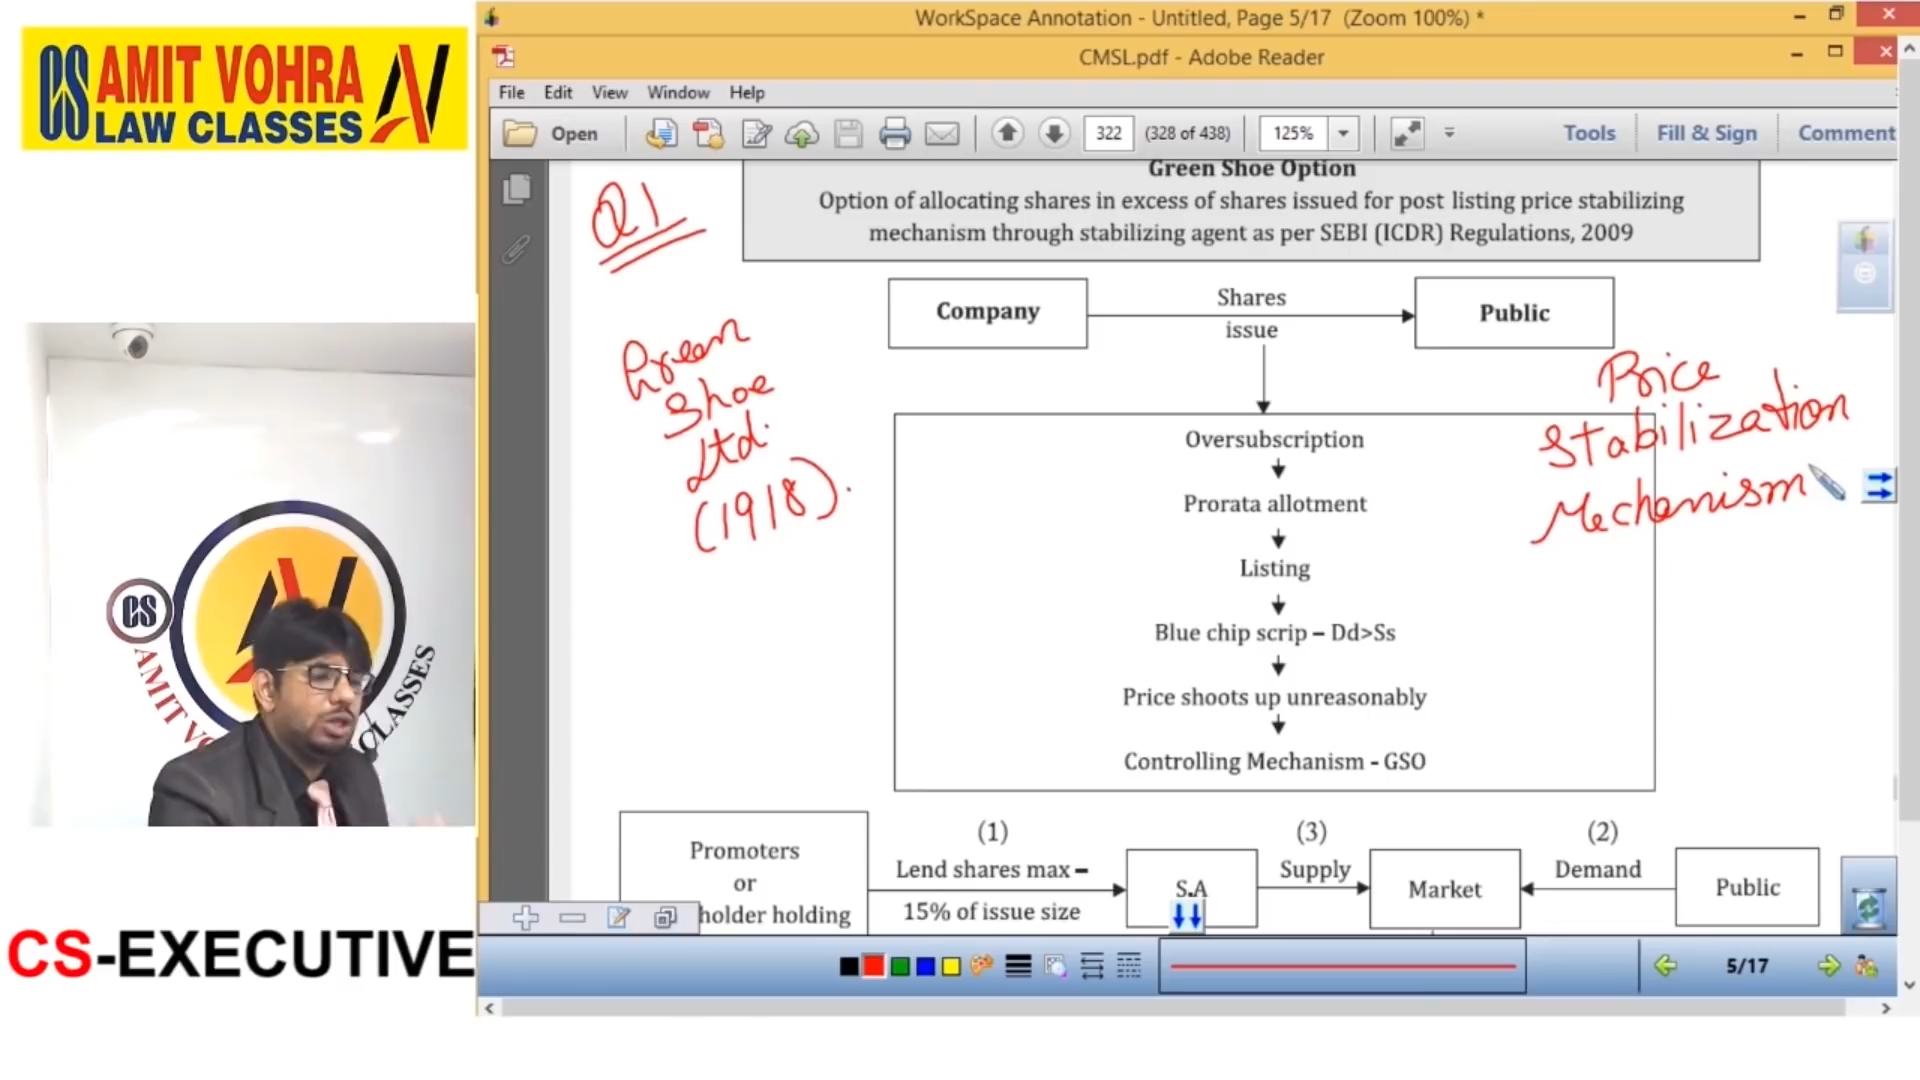 WorkSpace Annotation - Untitled, Page 5/17 (Zoom 100%) *
CMSL.pdf - Adobe Reader
File Edit View Window Help
Open 322 (328 of 438) 125% Tools Fill & Sign Comment
CS AMIT VOHRA
LAW CLASSES
Q1
Green Shoe Option
Option of allocating shares in excess of shares issued for post listing price stabilizing
mechanism through stabilizing agent as per SEBI (ICDR) Regulations, 2009
Company
Shares
issue
Public
Green
Shoe
Ltd.
(1918).
Price
Stabilization
Mechanism
Oversubscription
Prorata allotment
Listing
Blue chip scrip – Dd>Ss
Price shoots up unreasonably
Controlling Mechanism - GSO
Promoters
or
holder holding
(1)
Lend shares max –
15% of issue size
S.A
(3)
Supply
Market
(2)
Demand
Public
CS
AMIT VO
CLASSES
CS-EXECUTIVE
5/17